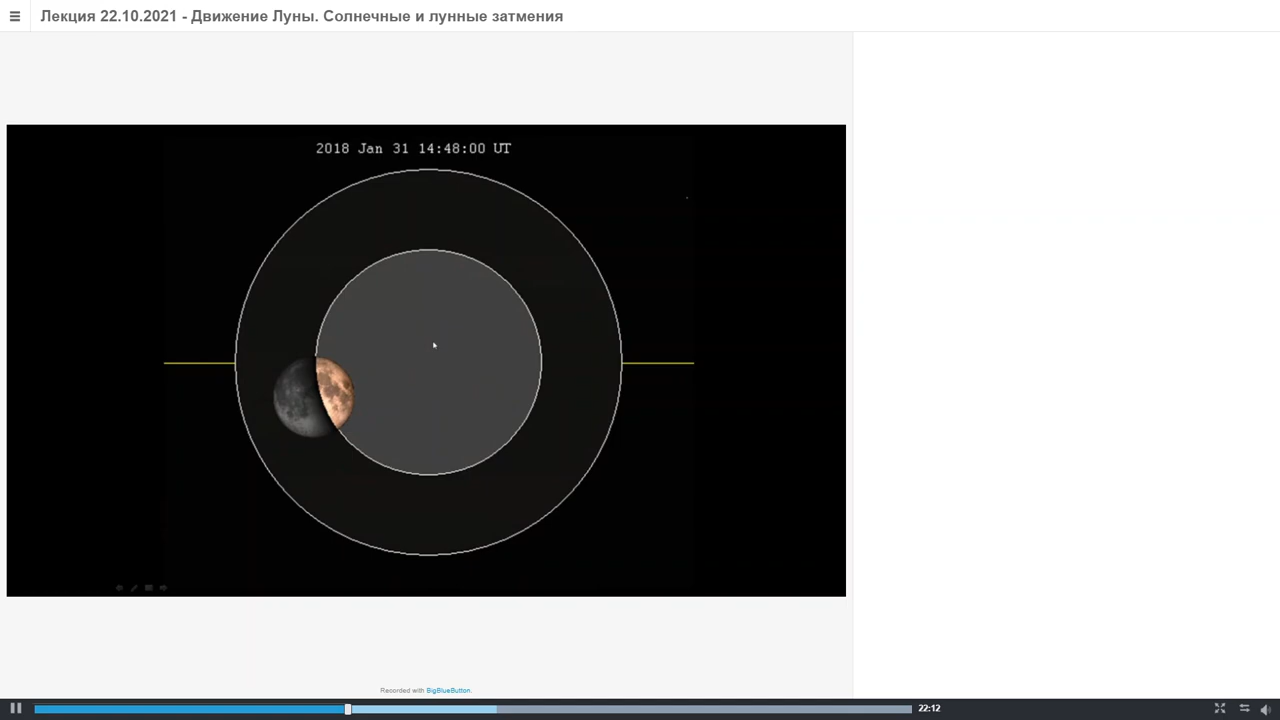 Лекция 22.10.2021 - Движение Луны. Солнечные и лунные затмения
2018 Jan 31 14:48:00 UT
Recorded with BigBlueButton.
22:12